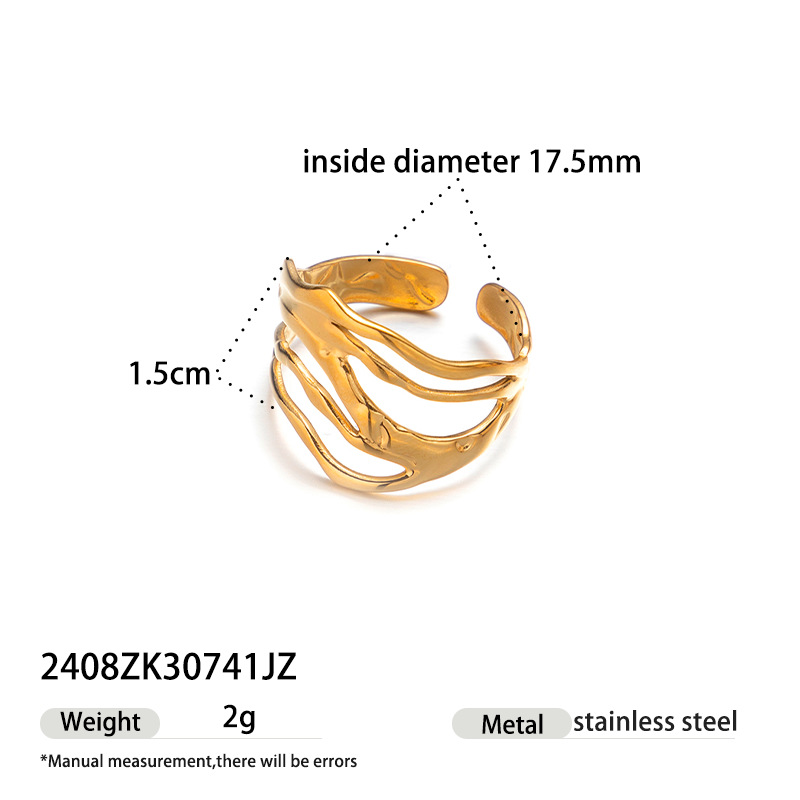 inside diameter 17.5mm
1.5cm
2408ZK30741JZ
Weight 2g
Metal stainless steel
*Manual measurement,there will be errors